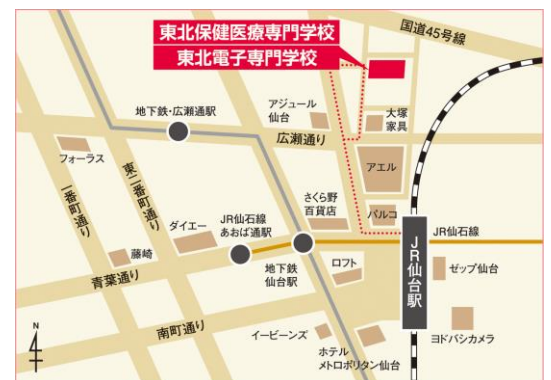 国道45号線
東北保健医療専門学校
東北電子専門学校
地下鉄・広瀬通駅
アジュール
仙台
大塚
家具
広瀬通り
フォーラス
アエル
東二番町通り
一番町通り
さくら野
百貨店
パルコ
ダイエー
JR仙石線
あおば通駅
JR仙石線
藤崎
青葉通り
地下鉄
仙台駅
ロフト
JR仙台駅
ゼップ仙台
南町通り
イービーンズ
ホテル
メトロポリタン仙台
ヨドバシカメラ
N